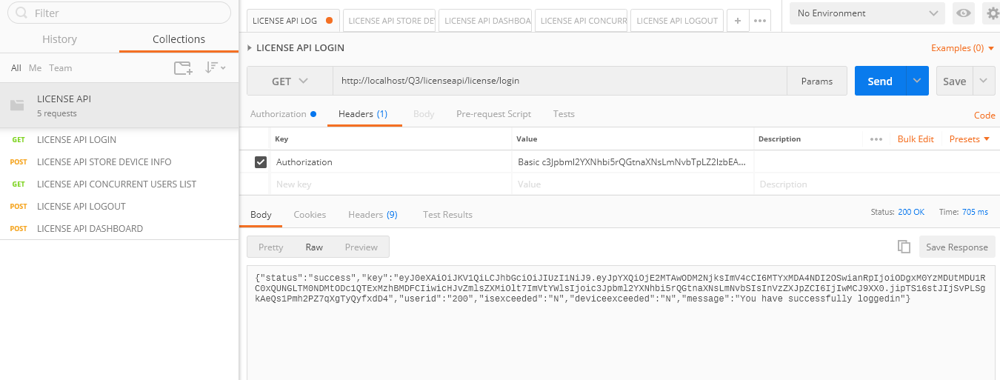 Filter
History
Collections
All Me Team
LICENSE API
5 requests
GET LICENSE API LOGIN
POST LICENSE API STORE DEVICE INFO
GET LICENSE API CONCURRENT USERS LIST
POST LICENSE API LOGOUT
POST LICENSE API DASHBOARD
LICENSE API LOG
LICENSE API STORE DE
LICENSE API DASHBOA
LICENSE API CONCURR
LICENSE API LOGOUT
+
No Environment
LICENSE API LOGIN
Examples (0)
GET
http://localhost/Q3/licenseapi/license/login
Params
Send
Save
Authorization
Headers (1)
Body
Pre-request Script
Tests
Code
Key Value Description
Bulk Edit
Presets
Authorization Basic c3Jpbml2YXNhbi5rQGtnaXNsLmNvbTpLZ2lzbEA...
New key Value Description
Body
Cookies
Headers (9)
Test Results
Status: 200 OK
Time: 705 ms
Pretty
Raw
Preview
Save Response
{"status":"success","key":"eyJ0eXAiOiJKV1QiLCJhbGciOiJIUzI1NiJ9.eyJpYXQiOjE2MTAwODM2NjksImV4cCI6MTYxMDA4NDI2OSwianRpIjoiODgxM0YzMDUtMDU1R
C0xQUNGLTM0NDMtODc1QTExMzhBMDFCIiwicHJvZmlsZXMiOlt7ImVtYWlsIjoic3Jpbml2YXNhbi5rQGtnaXNsLmNvbSIsInVzZXJpZCI6IjIwMCJ9XX0.jipTS16stJIjSvPLSg
kAeQs1Pmh2PZ7qXgTyQyfxdD4","userid":"200","isexceeded":"N","deviceexceeded":"N","message":"You have successfully loggedin"}